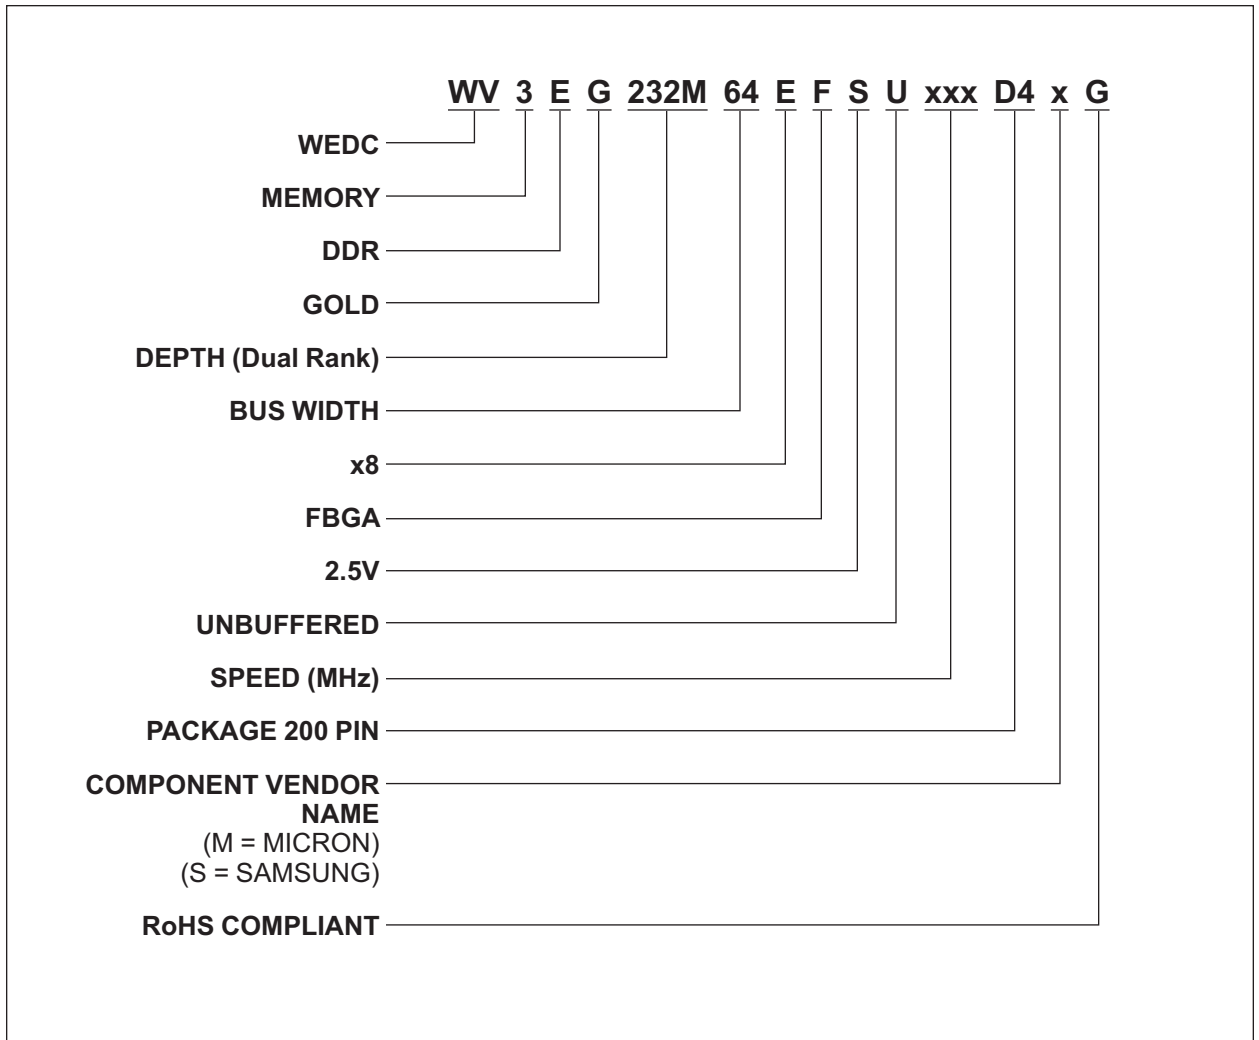 WV 3 E G 232M 64 E F S U xxx D4 x G
WEDC
MEMORY
DDR
GOLD
DEPTH (Dual Rank)
BUS WIDTH
x8
FBGA
2.5V
UNBUFFERED
SPEED (MHz)
PACKAGE 200 PIN
COMPONENT VENDOR
NAME
(M = MICRON)
(S = SAMSUNG)
RoHS COMPLIANT